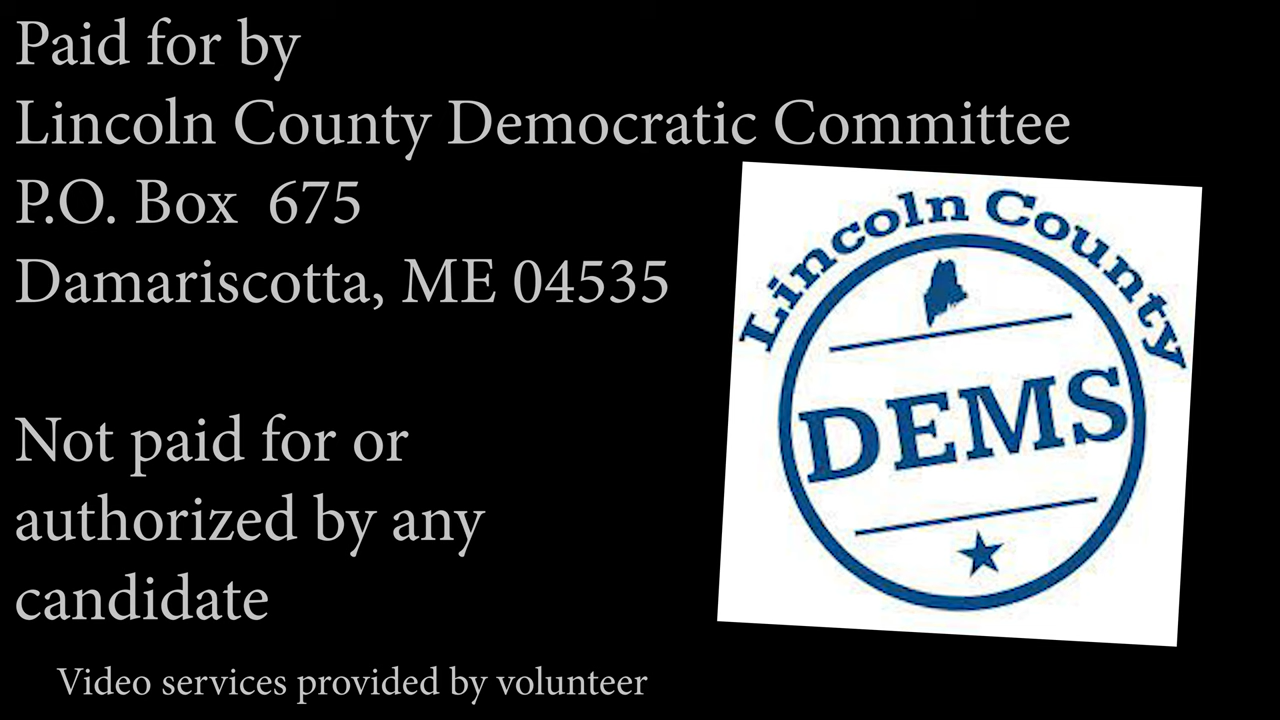 Paid for by
Lincoln County Democratic Committee
P.O. Box  675
Damariscotta, ME 04535
Lincoln County
DEMS
Not paid for or
authorized by any
candidate
Video services provided by volunteer